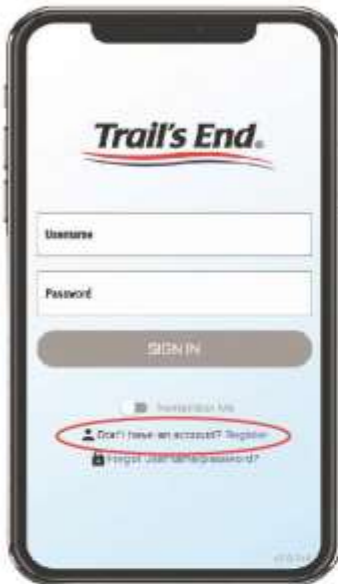 Trail's End®
Username
Password
SIGN IN
Remember Me
Don't have an account? Register
Forgot username/password?